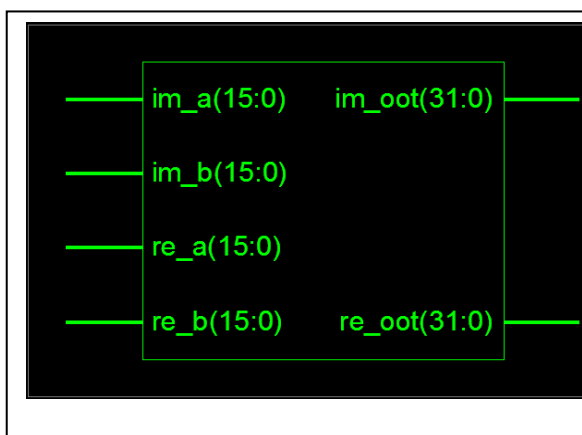 im_a(15:0) im_oot(31:0)
im_b(15:0)
re_a(15:0)
re_b(15:0) re_oot(31:0)